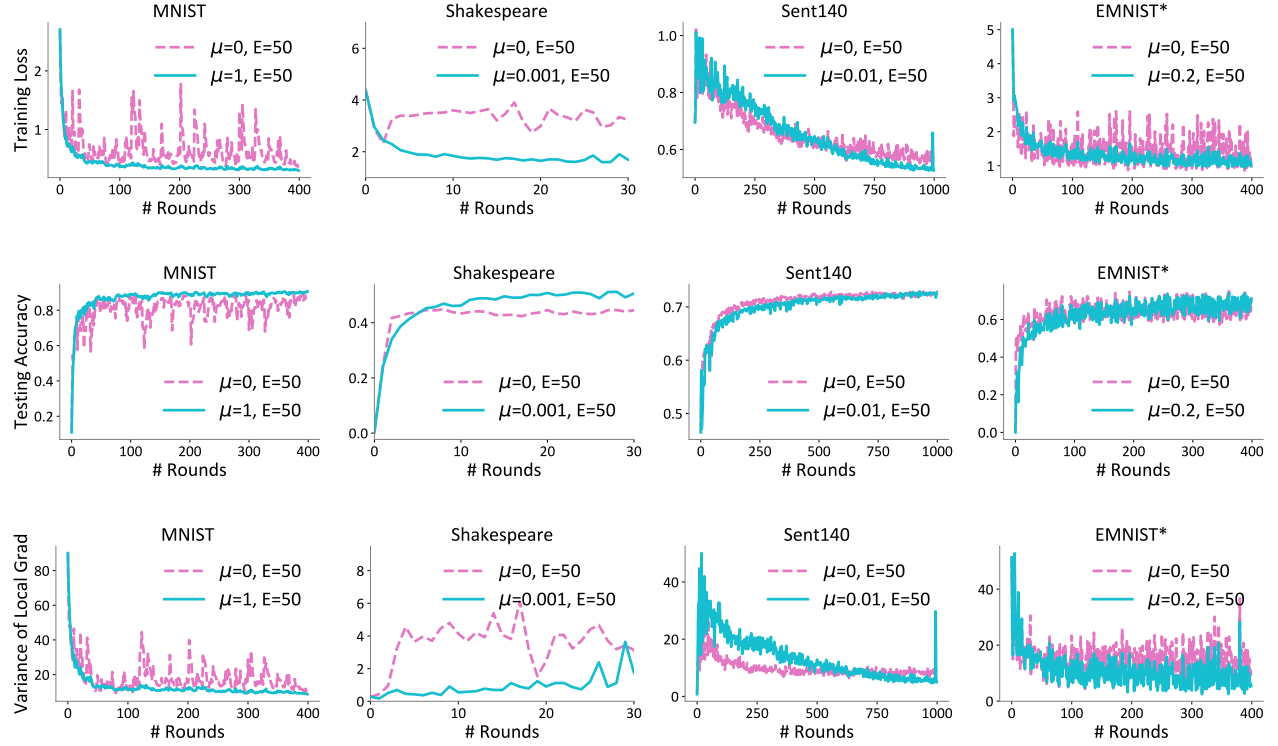 MNIST
Training Loss
2
1
0
100
200
300
400
# Rounds
μ=0, E=50
μ=1, E=50
Shakespeare
6
4
2
0
10
20
30
# Rounds
μ=0, E=50
μ=0.001, E=50
Sent140
1.0
0.8
0.6
0
250
500
750
1000
# Rounds
μ=0, E=50
μ=0.01, E=50
EMNIST*
5
4
3
2
1
0
100
200
300
400
# Rounds
μ=0, E=50
μ=0.2, E=50
MNIST
Testing Accuracy
0.8
0.6
0.4
0.2
0
100
200
300
400
# Rounds
μ=0, E=50
μ=1, E=50
Shakespeare
0.4
0.2
0.0
0
10
20
30
# Rounds
μ=0, E=50
μ=0.001, E=50
Sent140
0.7
0.6
0.5
0
250
500
750
1000
# Rounds
μ=0, E=50
μ=0.01, E=50
EMNIST*
0.6
0.4
0.2
0.0
0
100
200
300
400
# Rounds
μ=0, E=50
μ=0.2, E=50
MNIST
Variance of Local Grad
80
60
40
20
0
100
200
300
400
# Rounds
μ=0, E=50
μ=1, E=50
Shakespeare
8
6
4
2
0
0
10
20
30
# Rounds
μ=0, E=50
μ=0.001, E=50
Sent140
40
20
0
0
250
500
750
1000
# Rounds
μ=0, E=50
μ=0.01, E=50
EMNIST*
40
20
0
0
100
200
300
400
# Rounds
μ=0, E=50
μ=0.2, E=50